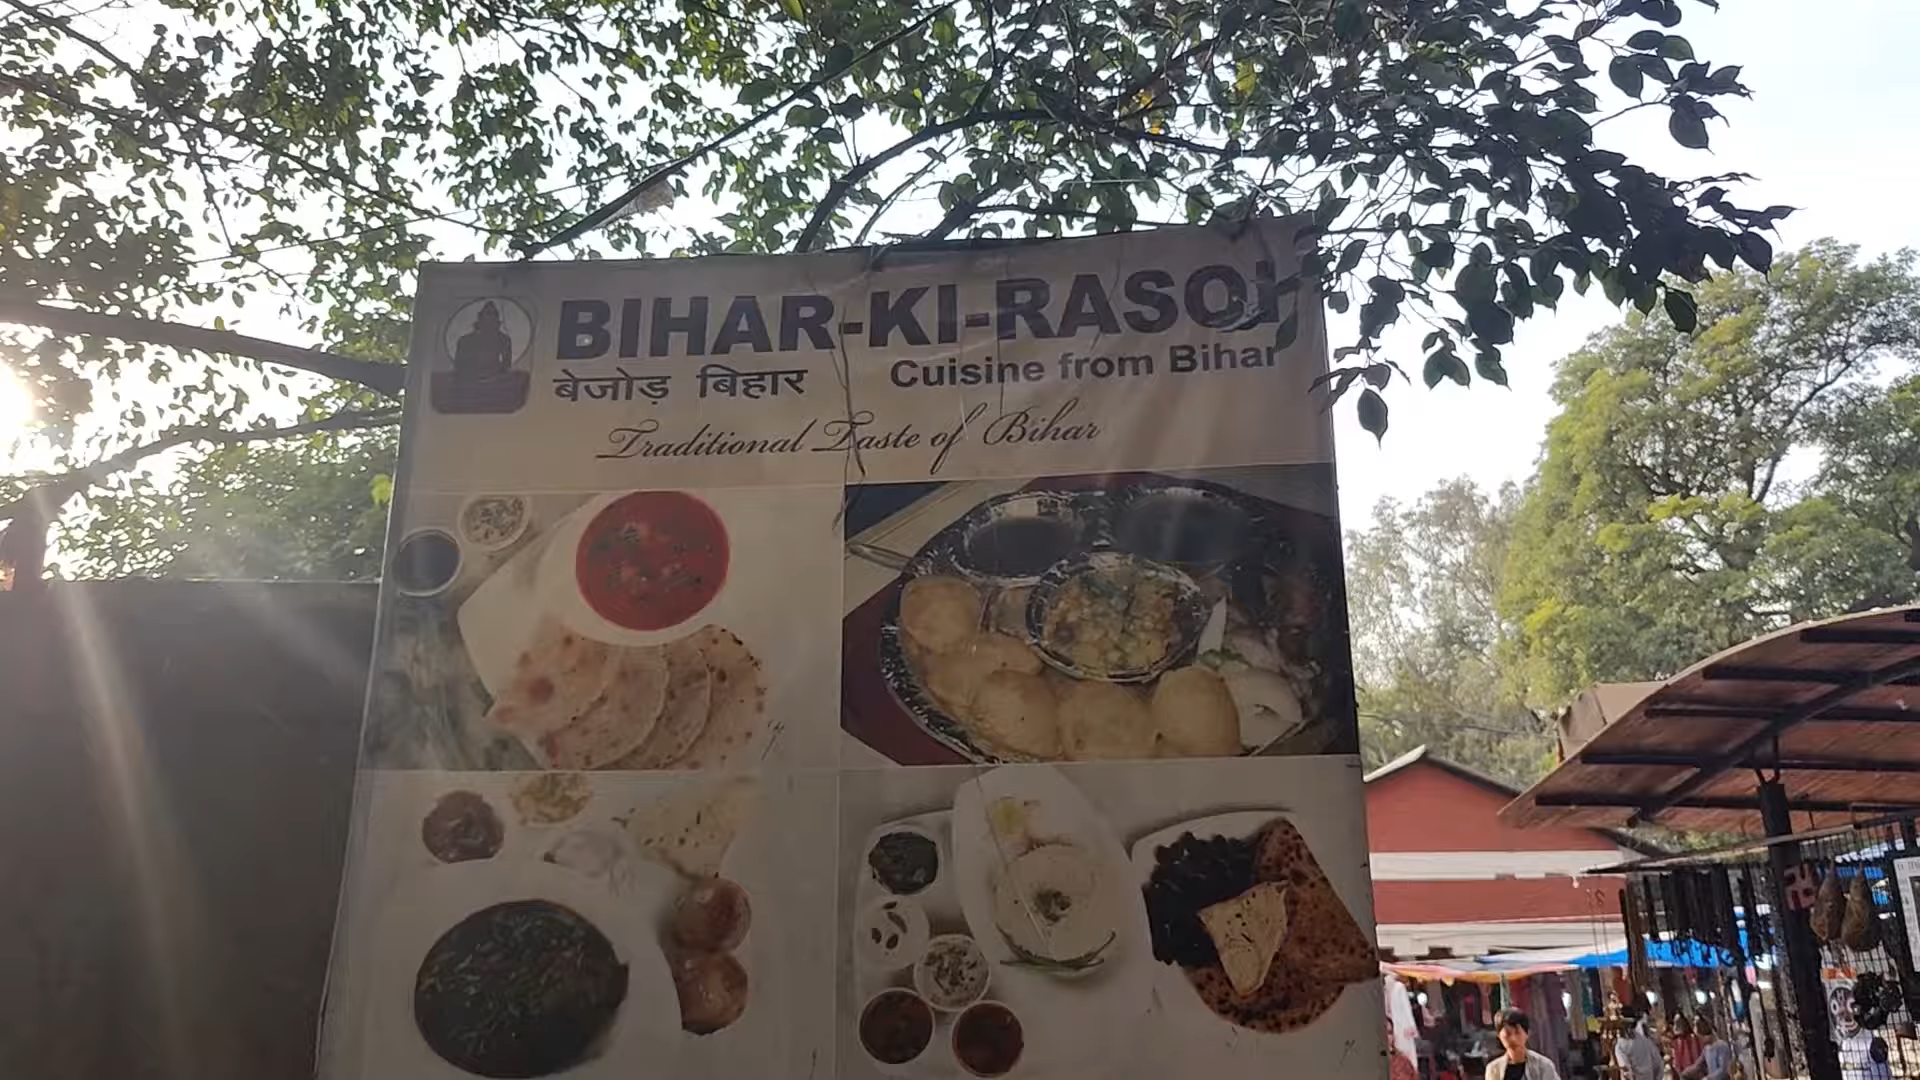 BIHAR-KI-RASOI
बेजोड़ बिहार
Cuisine from Bihar
Traditional Taste of Bihar